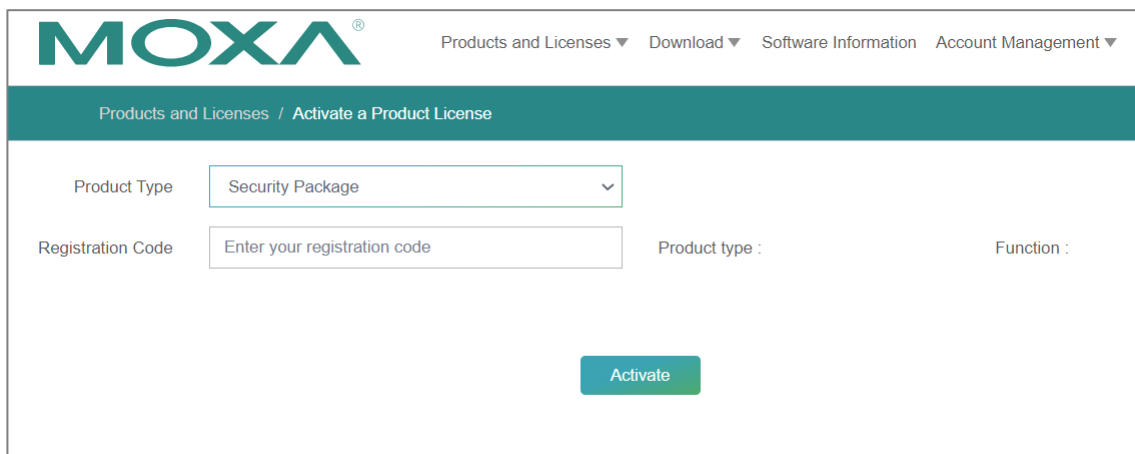 MOXA®
Products and Licenses ▼ Download ▼ Software Information Account Management ▼
Products and Licenses / Activate a Product License
Product Type Security Package
Registration Code Enter your registration code Product type : Function :
Activate